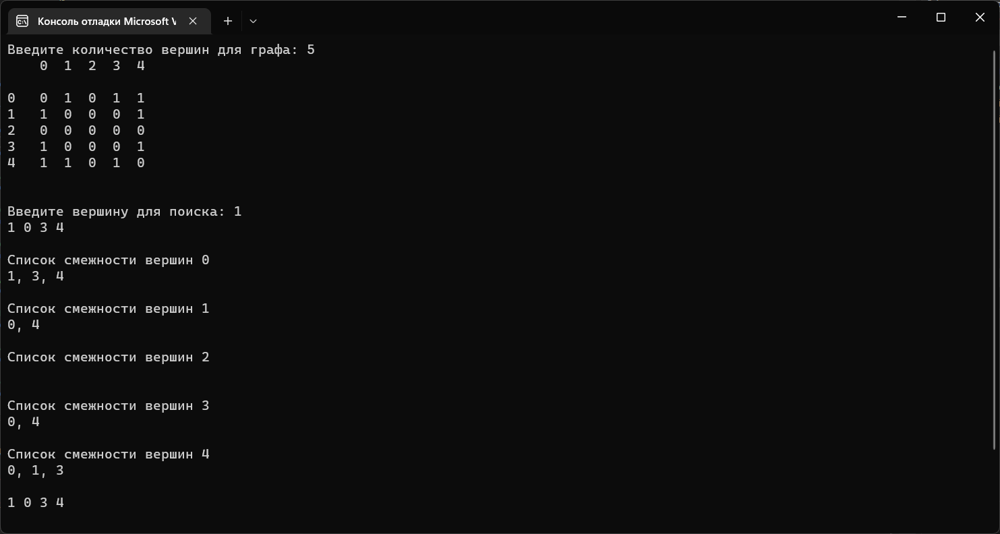 Консоль отладки Microsoft V
Введите количество вершин для графа: 5
0 1 2 3 4
0 0 1 0 1 1
1 1 0 0 0 1
2 0 0 0 0 0
3 1 0 0 0 1
4 1 1 0 1 0
Введите вершину для поиска: 1
1 0 3 4
Список смежности вершин 0
1, 3, 4
Список смежности вершин 1
0, 4
Список смежности вершин 2
Список смежности вершин 3
0, 4
Список смежности вершин 4
0, 1, 3
1 0 3 4